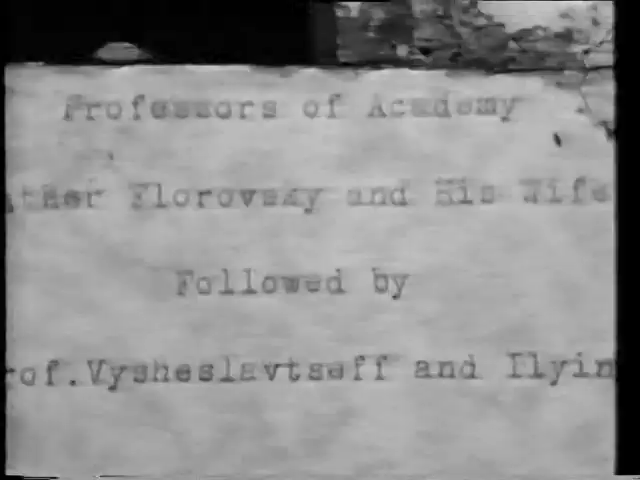 Professors of Academy
ather Florovsky and His Wife
Followed by
rof.Vysheslavtseff and Ilyin